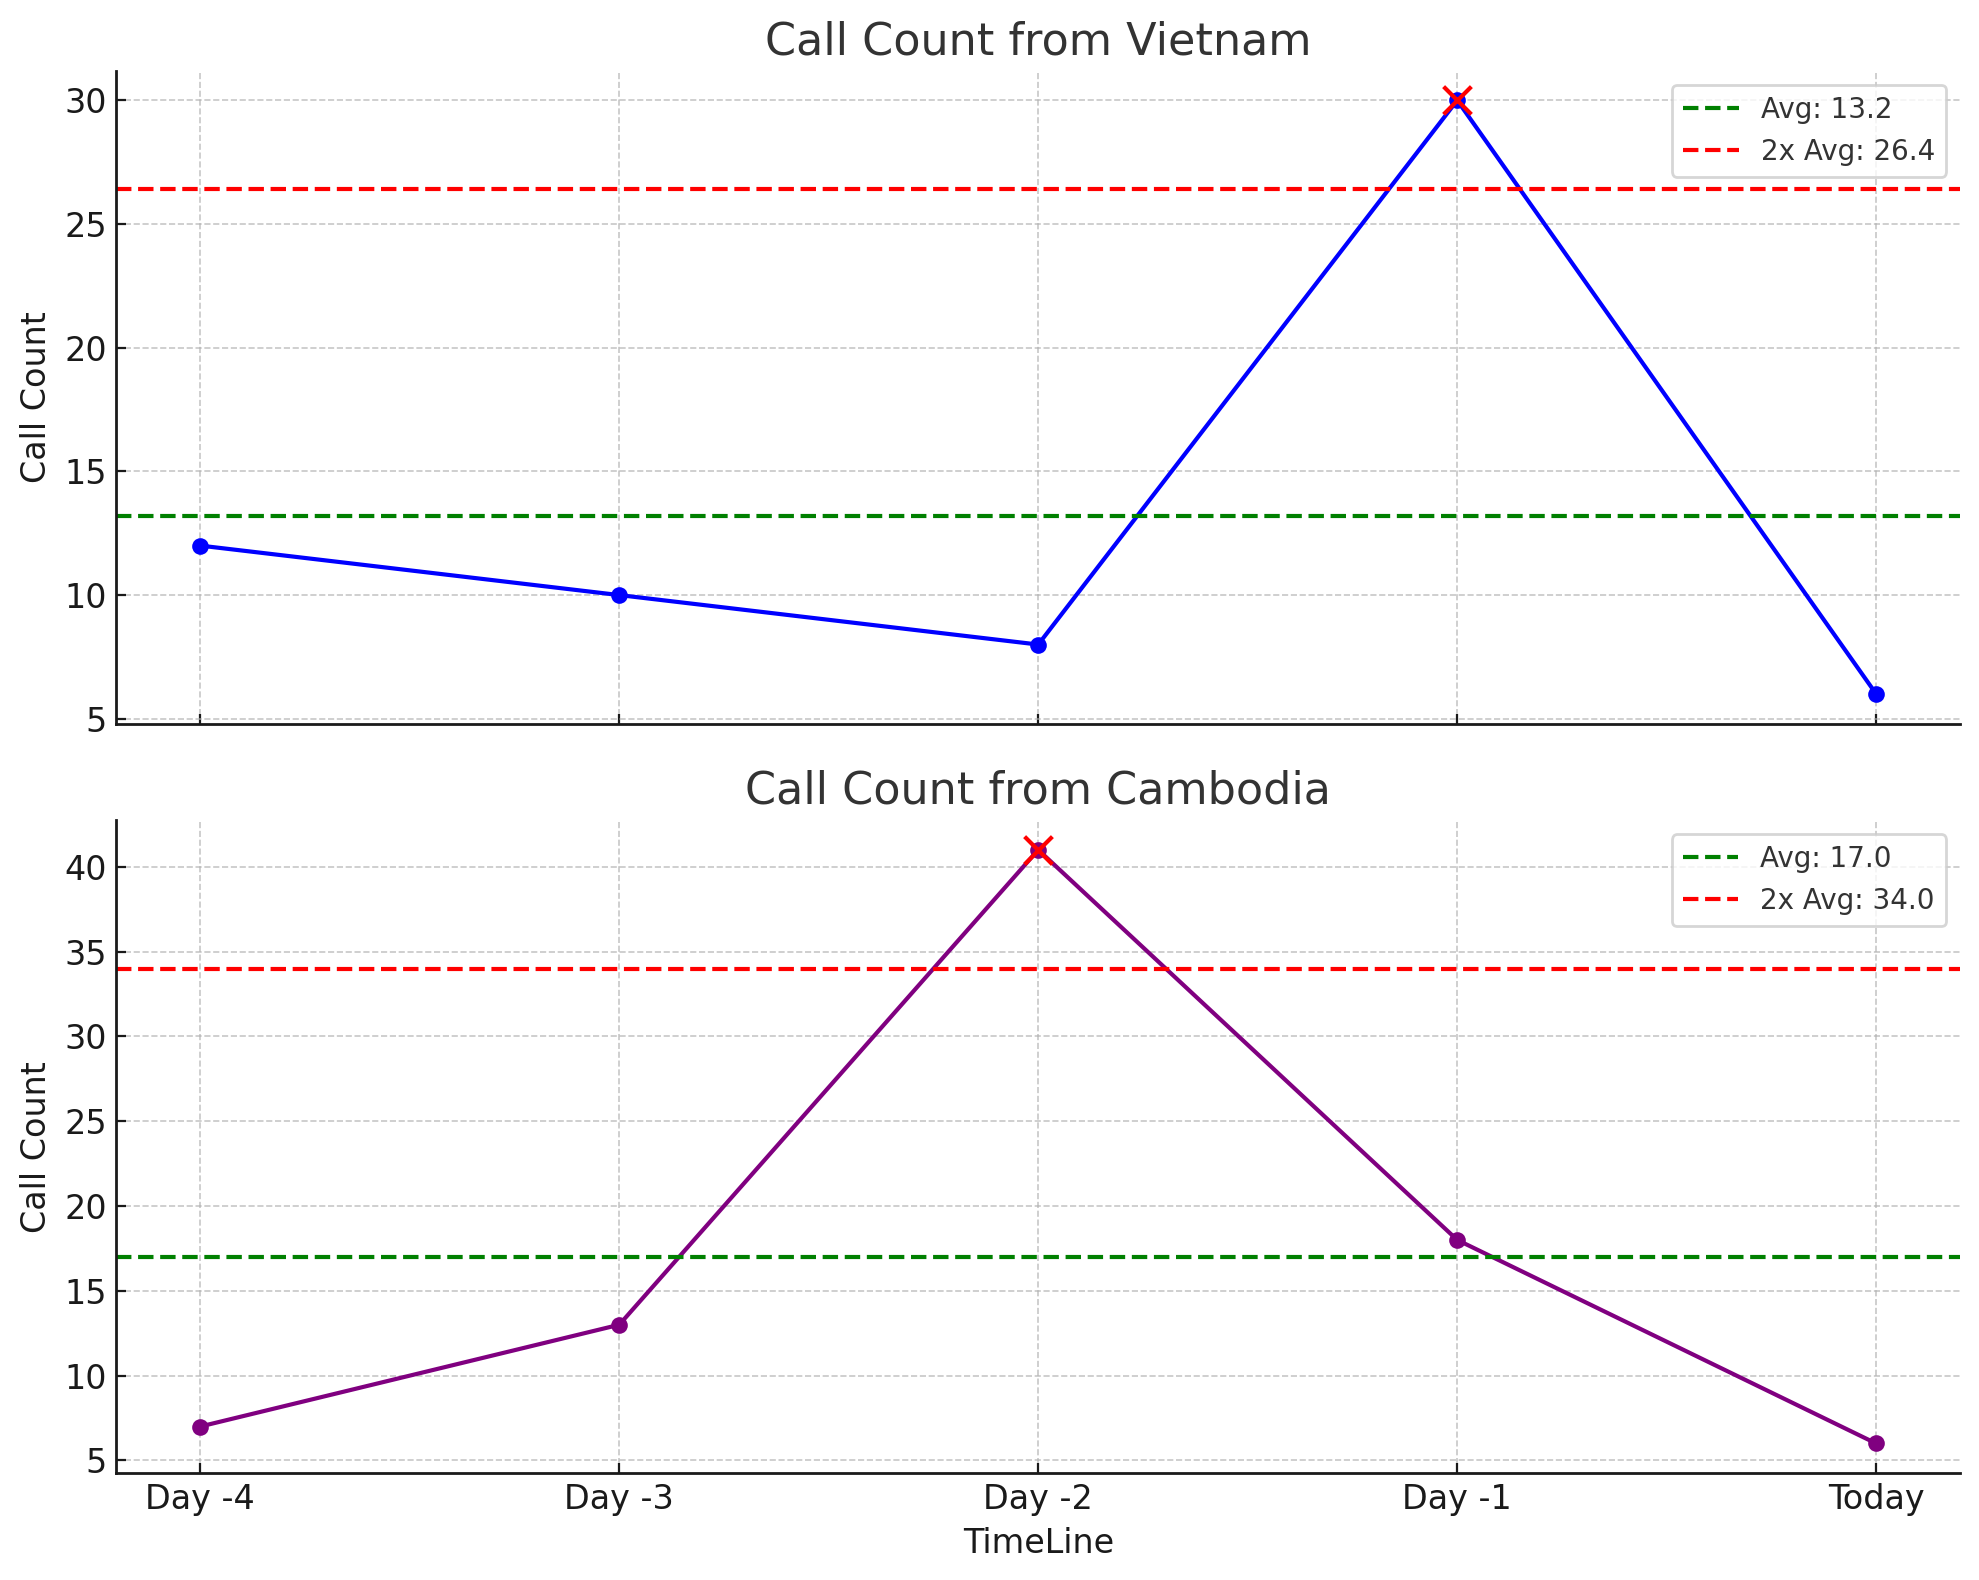 Call Count from Vietnam
30
25
20
15
10
5
Call Count
Avg: 13.2
2x Avg: 26.4
Call Count from Cambodia
40
35
30
25
20
15
10
5
Call Count
Avg: 17.0
2x Avg: 34.0
Day -4 Day -3 Day -2 Day -1 Today
TimeLine